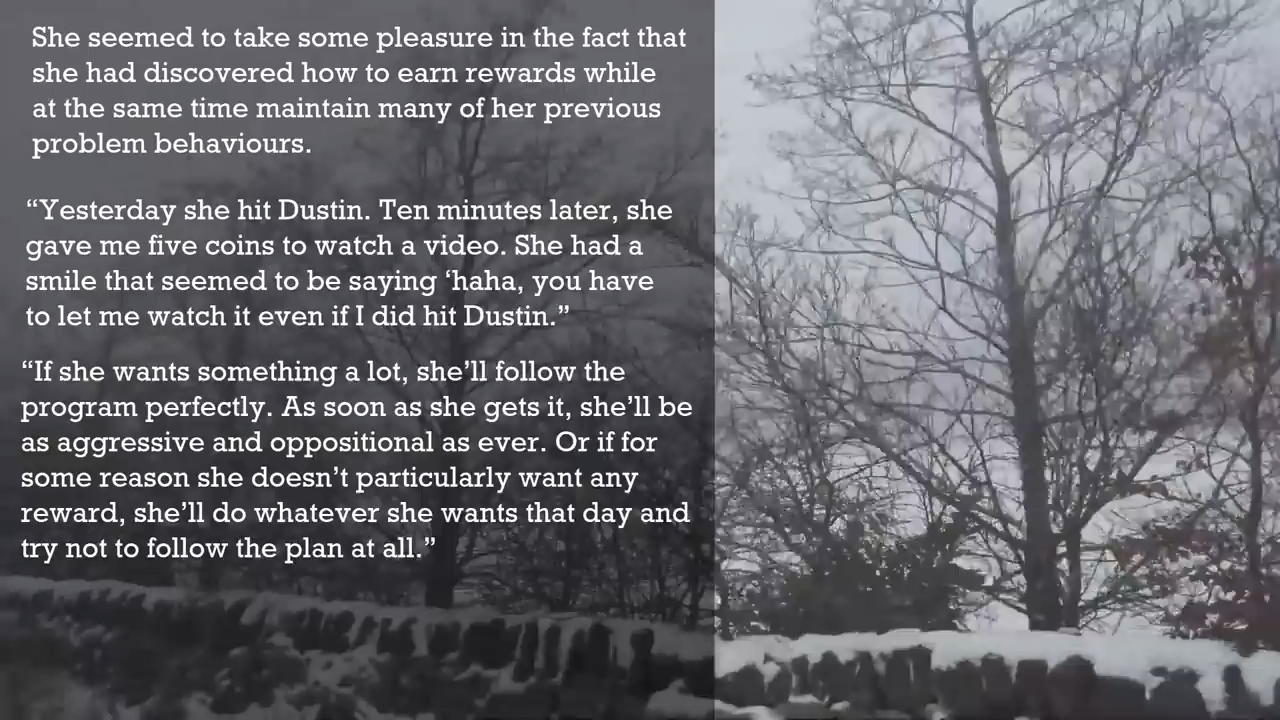 She seemed to take some pleasure in the fact that
she had discovered how to earn rewards while
at the same time maintain many of her previous
problem behaviours.
“Yesterday she hit Dustin. Ten minutes later, she
gave me five coins to watch a video. She had a
smile that seemed to be saying ‘haha, you have
to let me watch it even if I did hit Dustin.”
“If she wants something a lot, she’ll follow the
program perfectly. As soon as she gets it, she’ll be
as aggressive and oppositional as ever. Or if for
some reason she doesn’t particularly want any
reward, she’ll do whatever she wants that day and
try not to follow the plan at all.”